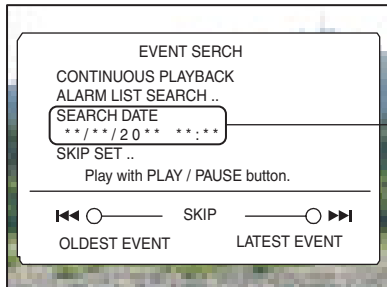 EVENT SERCH
CONTINUOUS PLAYBACK
ALARM LIST SEARCH ..
SEARCH DATE
**/**/20** **:**
SKIP SET ..
Play with PLAY / PAUSE button.
SKIP
OLDEST EVENT LATEST EVENT